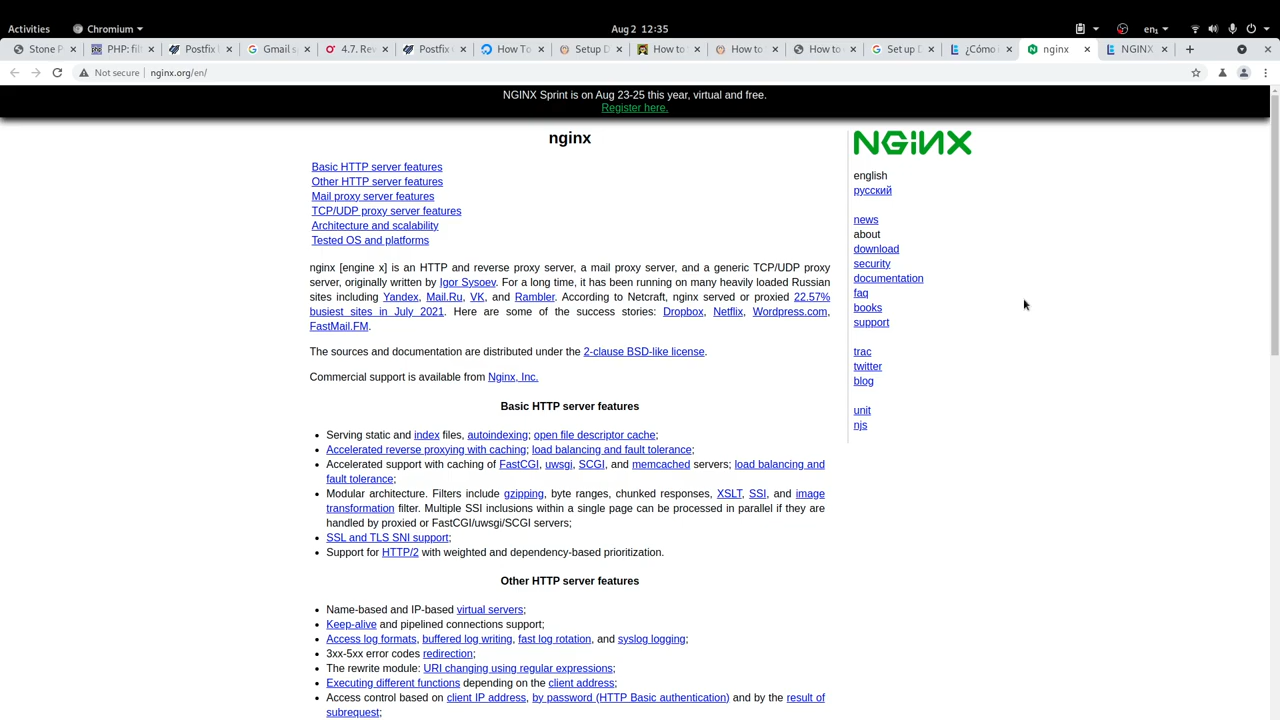 Activities
Chromium
Aug 2 12:35
en₁
Stone P
PHP: fil
Postfix
Gmail s
4.7. Re
Postfix
How To
Setup D
How to
How to
How to
Set up D
¿Cómo
nginx
NGINX
Not secure
nginx.org/en/
NGINX Sprint is on Aug 23-25 this year, virtual and free.
Register here.
nginx
Basic HTTP server features
Other HTTP server features
Mail proxy server features
TCP/UDP proxy server features
Architecture and scalability
Tested OS and platforms
nginx [engine x] is an HTTP and reverse proxy server, a mail proxy server, and a generic TCP/UDP proxy
server, originally written by Igor Sysoev. For a long time, it has been running on many heavily loaded Russian
sites including Yandex, Mail.Ru, VK, and Rambler. According to Netcraft, nginx served or proxied 22.57%
busiest sites in July 2021. Here are some of the success stories: Dropbox, Netflix, Wordpress.com,
FastMail.FM.
The sources and documentation are distributed under the 2-clause BSD-like license.
Commercial support is available from Nginx, Inc.
Basic HTTP server features
Serving static and index files, autoindexing; open file descriptor cache;
Accelerated reverse proxying with caching; load balancing and fault tolerance;
Accelerated support with caching of FastCGI, uwsgi, SCGI, and memcached servers; load balancing and
fault tolerance;
Modular architecture. Filters include gzipping, byte ranges, chunked responses, XSLT, SSI, and image
transformation filter. Multiple SSI inclusions within a single page can be processed in parallel if they are
handled by proxied or FastCGI/uwsgi/SCGI servers;
SSL and TLS SNI support;
Support for HTTP/2 with weighted and dependency-based prioritization.
Other HTTP server features
Name-based and IP-based virtual servers;
Keep-alive and pipelined connections support;
Access log formats, buffered log writing, fast log rotation, and syslog logging;
3xx-5xx error codes redirection;
The rewrite module: URI changing using regular expressions;
Executing different functions depending on the client address;
Access control based on client IP address, by password (HTTP Basic authentication) and by the result of
subrequest;
NGINX
english
русский
news
about
download
security
documentation
faq
books
support
trac
twitter
blog
unit
njs